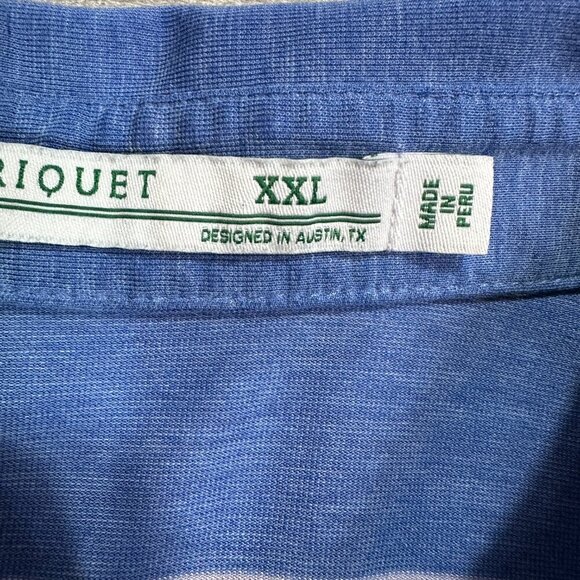 RIQUET XXL
DESIGNED IN AUSTIN, TX
MADE
IN
PERU